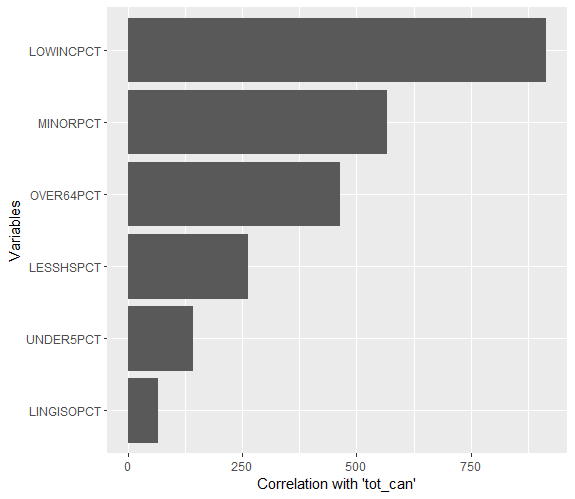 LOWINCPCT
MINORPCT
OVER64PCT
LESSHSPCT
UNDER5PCT
LINGISOPCT
Variables
0 250 500 750
Correlation with 'tot_can'